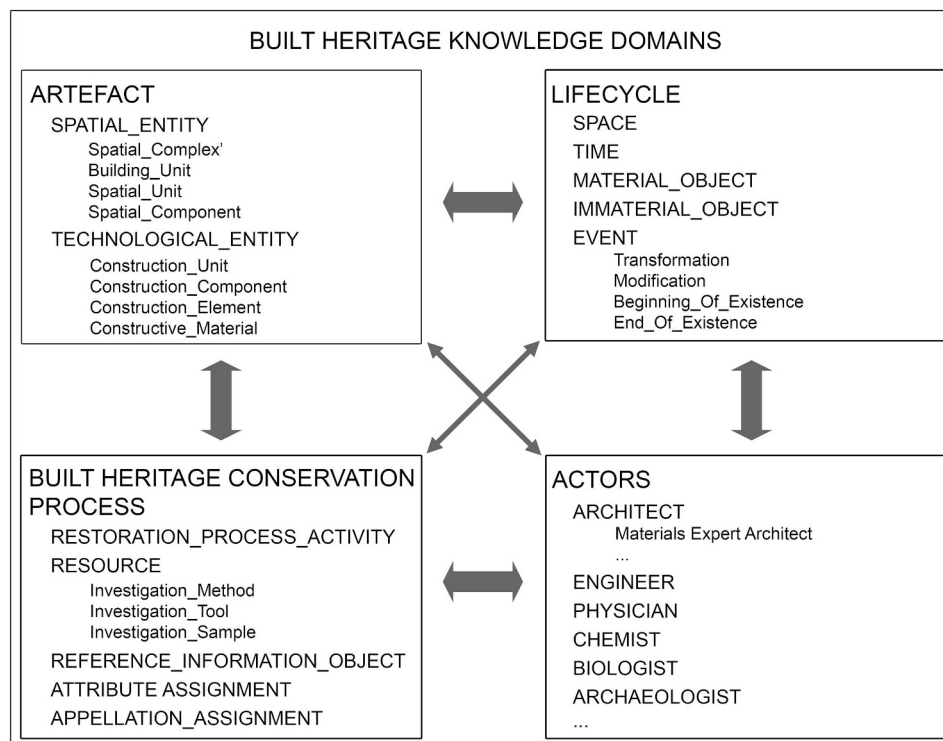 BUILT HERITAGE KNOWLEDGE DOMAINS
ARTEFACT
SPATIAL_ENTITY
Spatial_Complex'
Building_Unit
Spatial_Unit
Spatial_Component
TECHNOLOGICAL_ENTITY
Construction_Unit
Construction_Component
Construction_Element
Constructive_Material
LIFECYCLE
SPACE
TIME
MATERIAL_OBJECT
IMMATERIAL_OBJECT
EVENT
Transformation
Modification
Beginning_Of_Existence
End_Of_Existence
BUILT HERITAGE CONSERVATION
PROCESS
RESTORATION_PROCESS_ACTIVITY
RESOURCE
Investigation_Method
Investigation_Tool
Investigation_Sample
REFERENCE_INFORMATION_OBJECT
ATTRIBUTE ASSIGNMENT
APPELLATION_ASSIGNMENT
ACTORS
ARCHITECT
Materials Expert Architect
...
ENGINEER
PHYSICIAN
CHEMIST
BIOLOGIST
ARCHAEOLOGIST
...